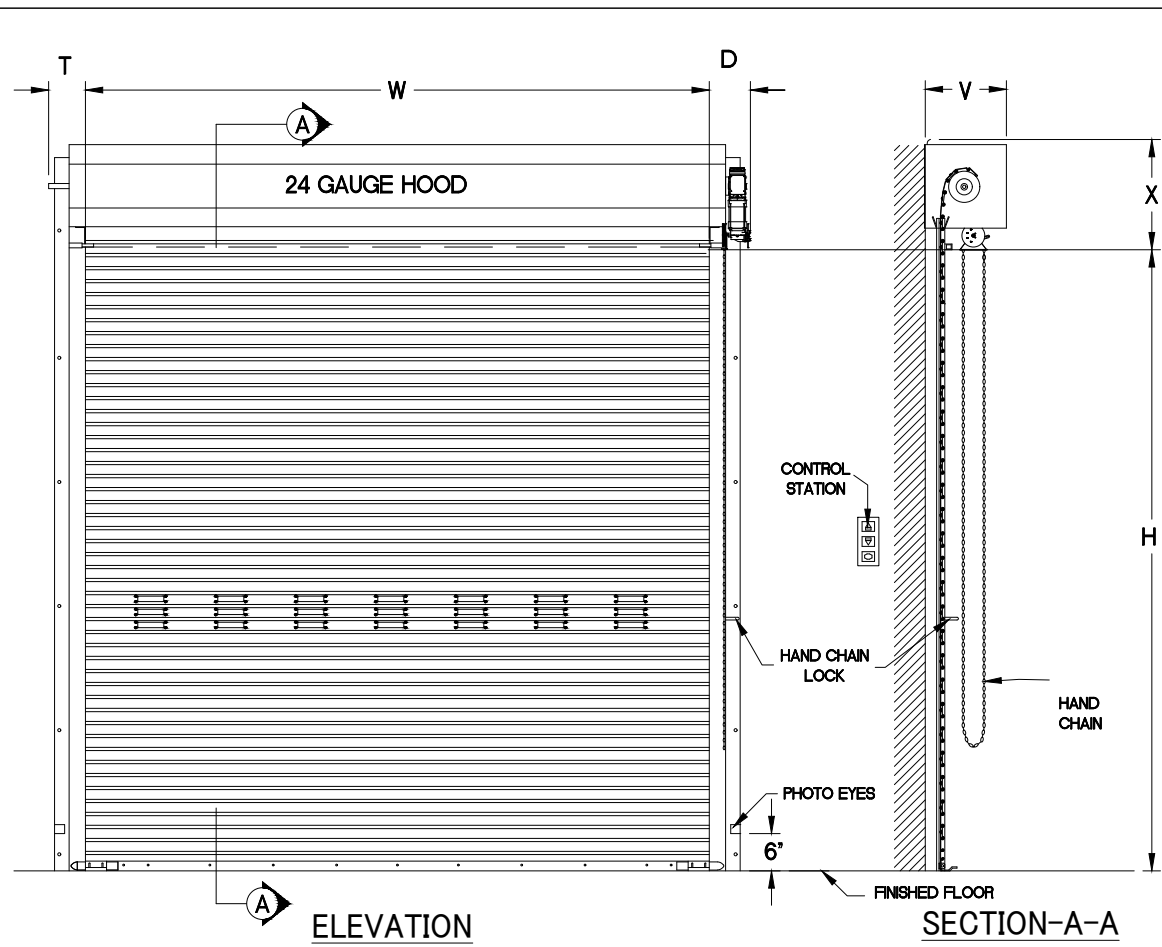 T
W
D
V
A
24 GAUGE HOOD
X
CONTROL
STATION
H
HAND CHAIN
LOCK
HAND
CHAIN
PHOTO EYES
6"
FINISHED FLOOR
A
ELEVATION
SECTION-A-A